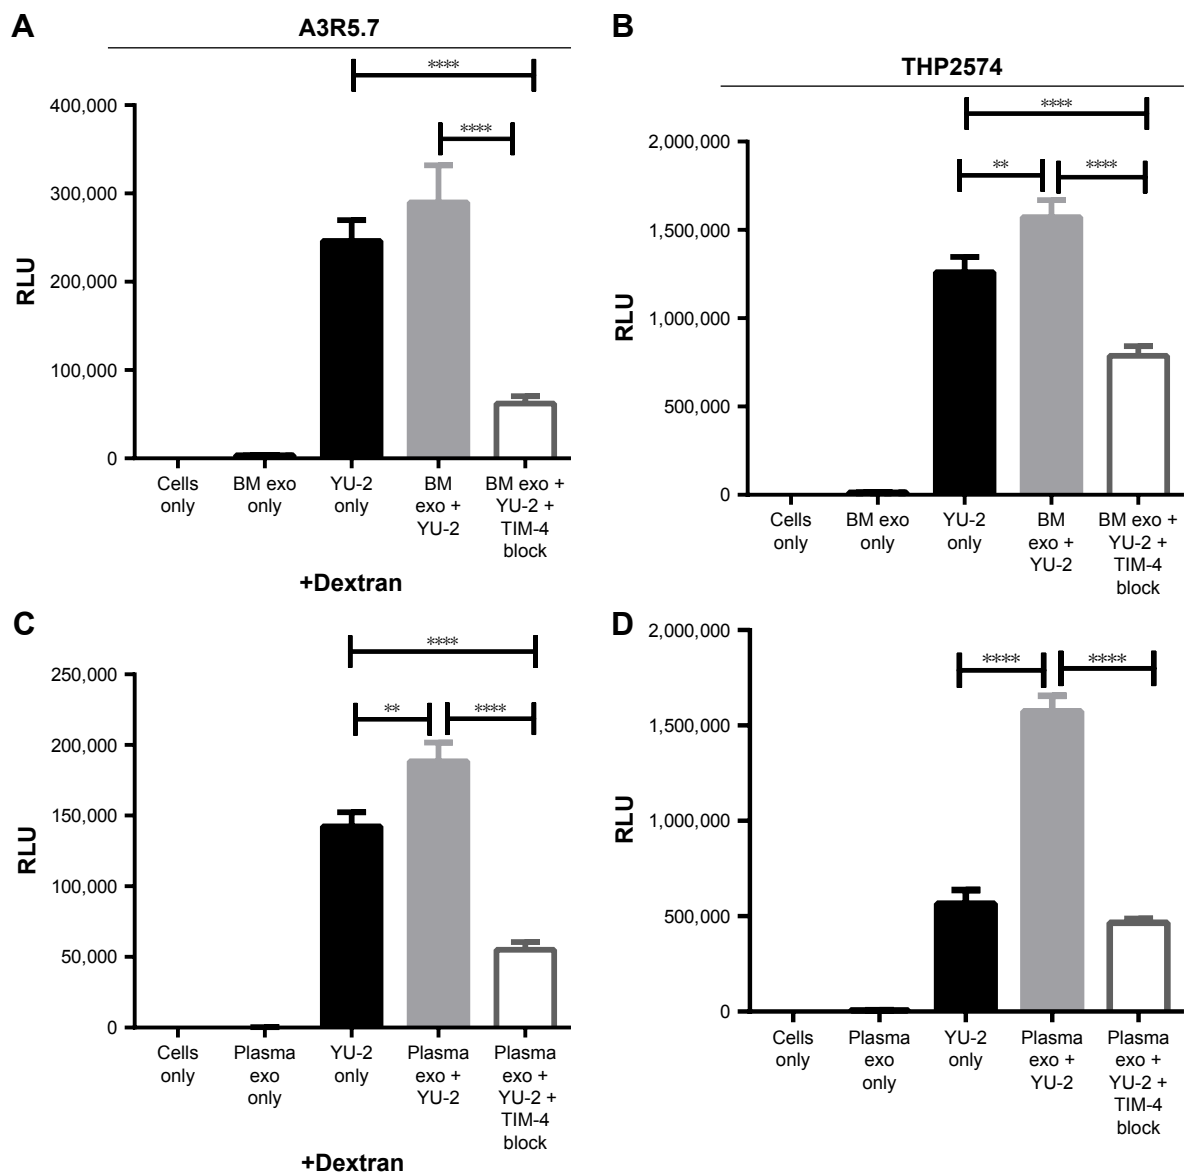 A
A3R5.7
****
****
400,000
300,000
200,000
100,000
0
RLU
Cells
only
BM exo
only
YU-2
only
BM
exo +
YU-2
BM exo +
YU-2 +
TIM-4
block
+Dextran
B
THP2574
****
**
****
2,000,000
1,500,000
1,000,000
500,000
0
RLU
Cells
only
BM exo
only
YU-2
only
BM
exo +
YU-2
BM exo +
YU-2 +
TIM-4
block
C
****
**
****
250,000
200,000
150,000
100,000
50,000
0
RLU
Cells
only
Plasma
exo
only
YU-2
only
Plasma
exo +
YU-2
Plasma
exo +
YU-2 +
TIM-4
block
+Dextran
D
****
****
2,000,000
1,500,000
1,000,000
500,000
0
RLU
Cells
only
Plasma
exo
only
YU-2
only
Plasma
exo +
YU-2
Plasma
exo +
YU-2 +
TIM-4
block